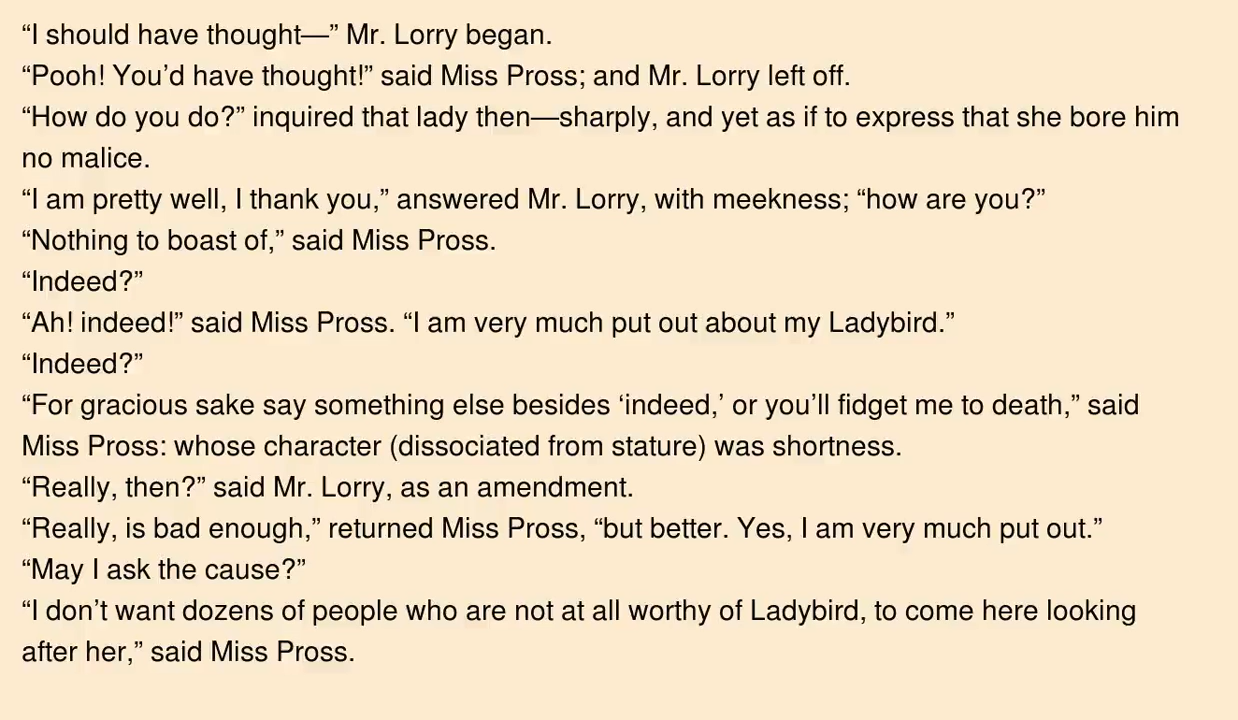 “I should have thought—” Mr. Lorry began.
“Pooh! You’d have thought!” said Miss Pross; and Mr. Lorry left off.
“How do you do?” inquired that lady then—sharply, and yet as if to express that she bore him
no malice.
“I am pretty well, I thank you,” answered Mr. Lorry, with meekness; “how are you?”
“Nothing to boast of,” said Miss Pross.
“Indeed?”
“Ah! indeed!” said Miss Pross. “I am very much put out about my Ladybird.”
“Indeed?”
“For gracious sake say something else besides ‘indeed,’ or you’ll fidget me to death,” said
Miss Pross: whose character (dissociated from stature) was shortness.
“Really, then?” said Mr. Lorry, as an amendment.
“Really, is bad enough,” returned Miss Pross, “but better. Yes, I am very much put out.”
“May I ask the cause?”
“I don’t want dozens of people who are not at all worthy of Ladybird, to come here looking
after her,” said Miss Pross.